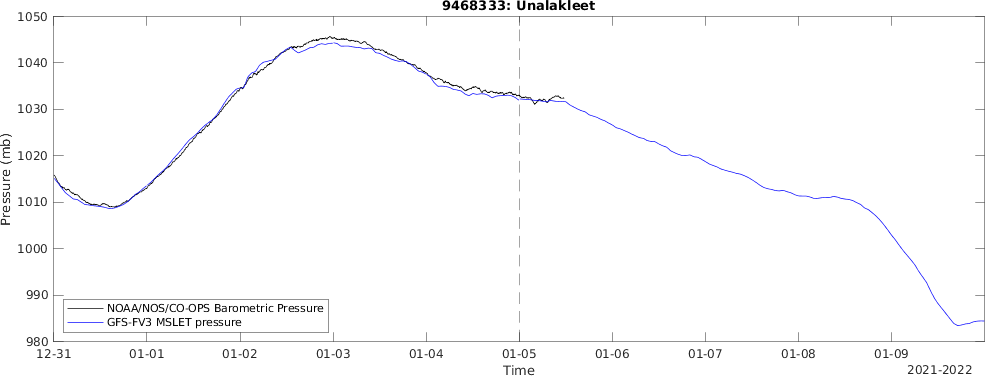 9468333: Unalakleet
1050
1040
1030
1020
1010
1000
990
980
Pressure (mb)
NOAA/NOS/CO-OPS Barometric Pressure
GFS-FV3 MSLET pressure
12-31 01-01 01-02 01-03 01-04 01-05 01-06 01-07 01-08 01-09
Time
2021-2022